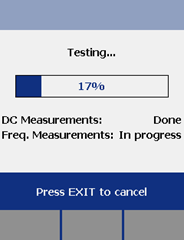 Testing...
17%
DC Measurements: Done
Freq. Measurements: In progress
Press EXIT to cancel